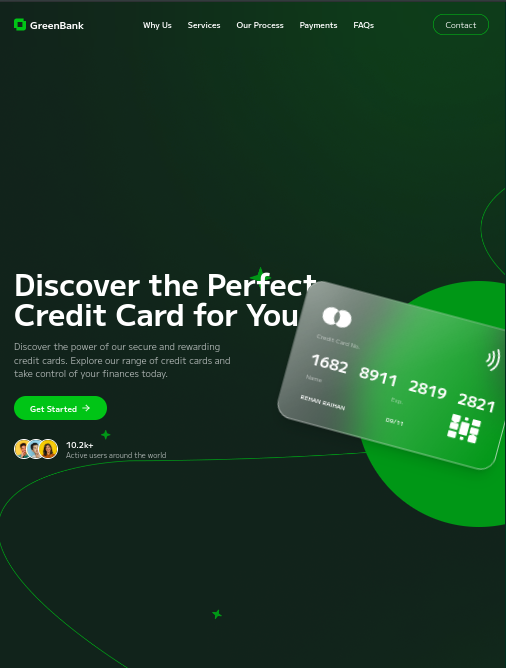 GreenBank
Why Us
Services
Our Process
Payments
FAQs
Contact
Discover the Perfect
Credit Card for You
Discover the power of our secure and rewarding
credit cards. Explore our range of credit cards and
take control of your finances today.
Get Started
10.2k+
Active users around the world
Credit Card No.
1682 8911 2819 2821
Name
Exp.
REHAN RAIHAN
09/11